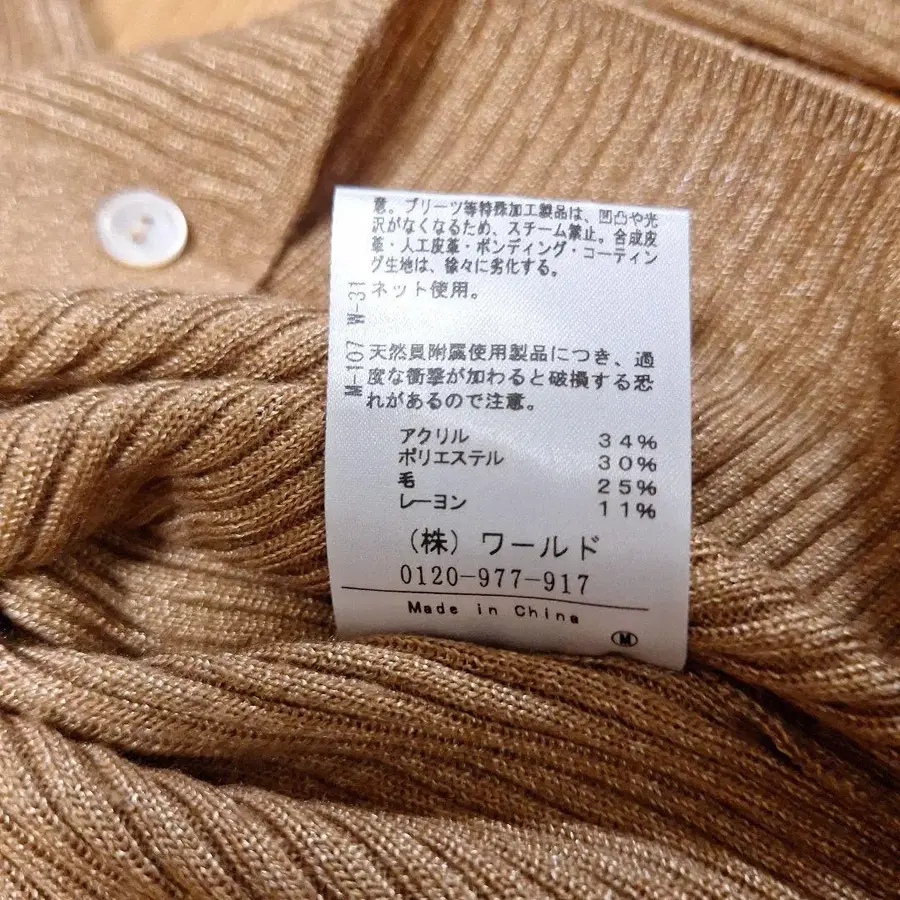 意。プリーツ等特殊加工製品は、凹凸や光
沢がなくなるため、スチーム禁止。合成皮
革・人工皮革・ボンディング・コーティン
グ生地は、徐々に劣化する。
ネット使用。
M-107 W-31
天然貝附属使用製品につき、過
度な衝撃が加わると破損する恐
れがあるので注意。
アクリル 34%
ポリエステル 30%
毛 25%
レーヨン 11%
(株) ワールド
0120-977-917
Made in China
M